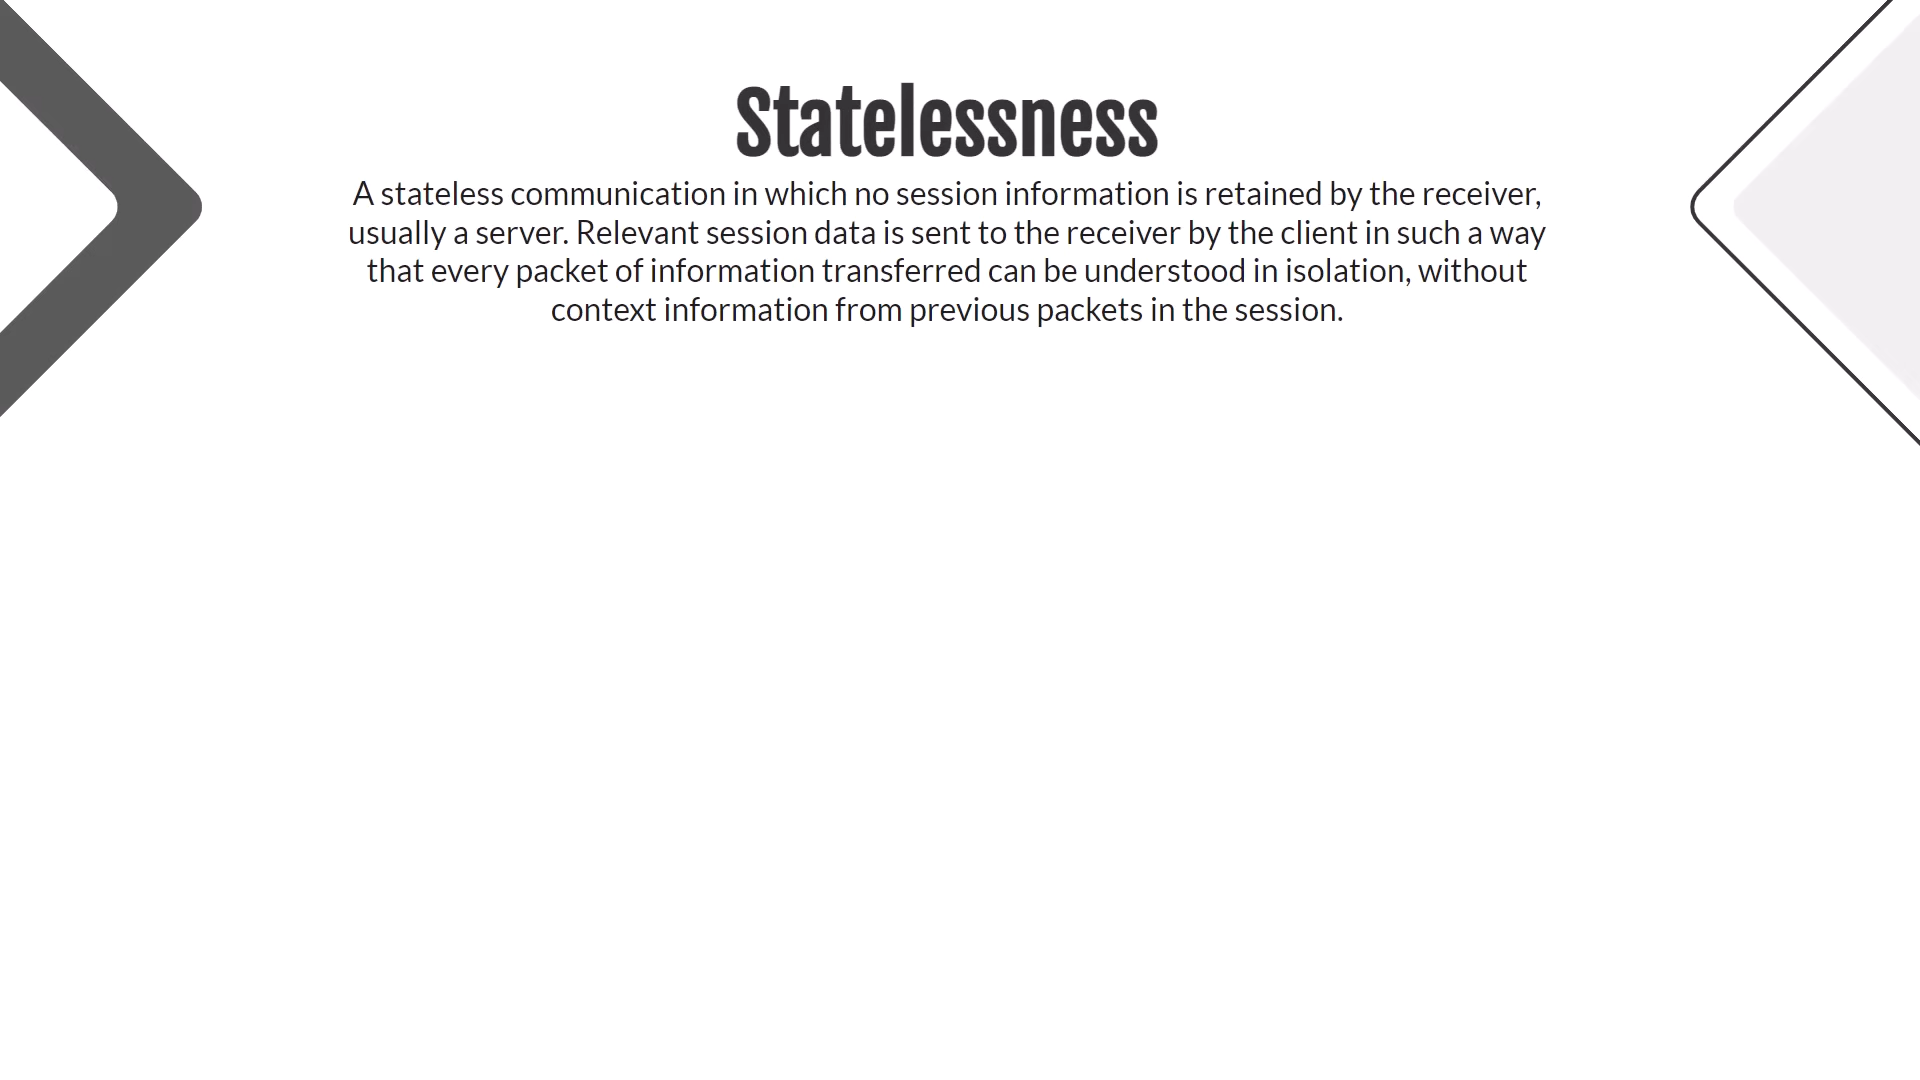 Statelessness
A stateless communication in which no session information is retained by the receiver,
usually a server. Relevant session data is sent to the receiver by the client in such a way
that every packet of information transferred can be understood in isolation, without
context information from previous packets in the session.